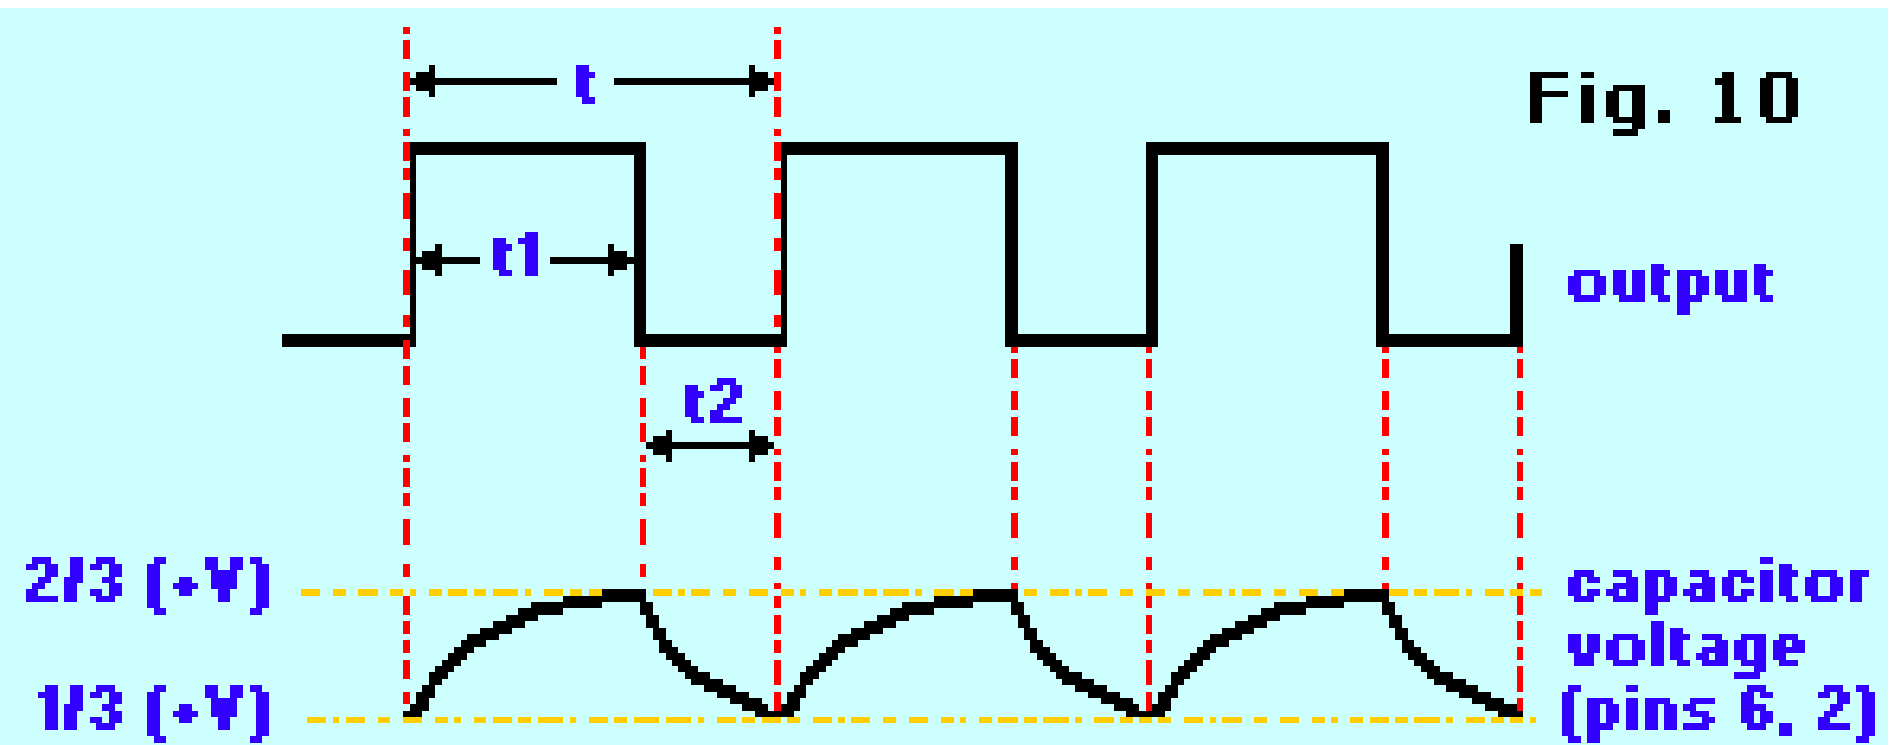 t
Fig. 10
t1
output
t2
2/3 (+V)
capacitor
voltage
1/3 (+V)
(pins 6, 2)